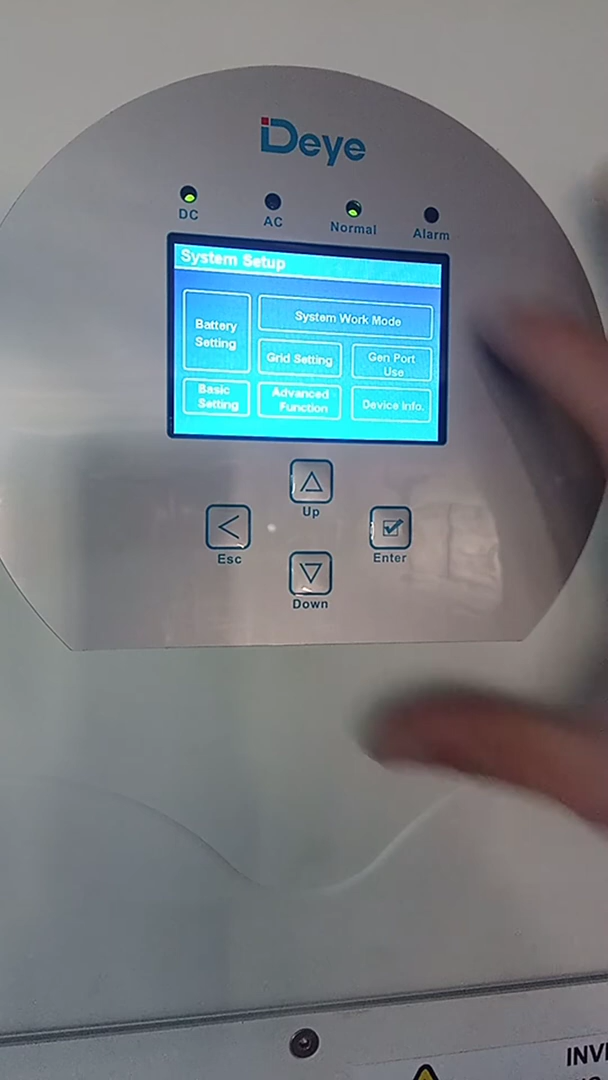 Deye
DC
AC
Normal
Alarm
System Setup
Battery
Setting
System Work Mode
Grid Setting
Gen Port
Use
Basic
Setting
Advanced
Function
Device Info.
Up
Esc
Enter
Down